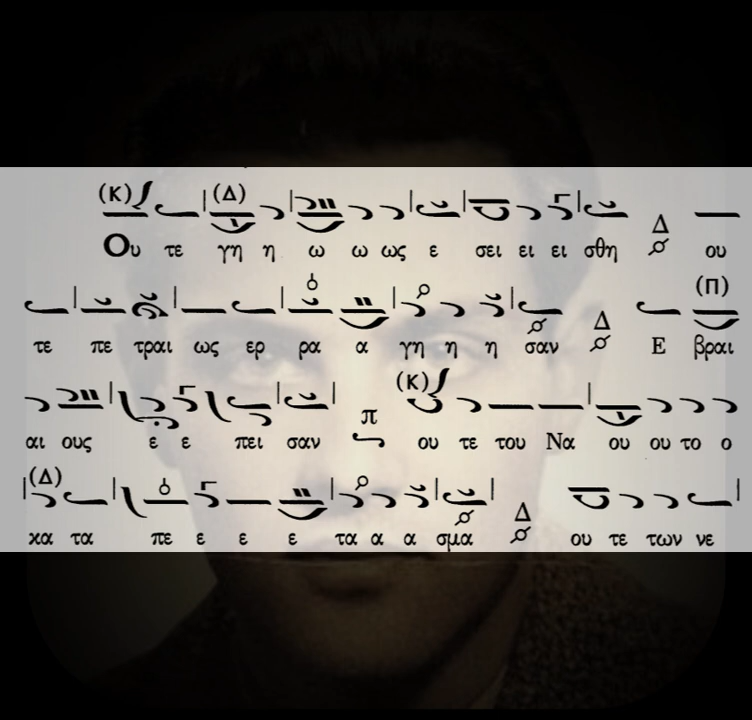 (Κ) (Δ)
Ου τε γη η ω ω ως ε σει ει ει σθη Δ ου
(Π)
τε πε τραι ως ερ ρα α γη η η σαν Δ Ε βραι
(Κ)
αι ους ε ε πει σαν π ου τε του Να ου ου το ο
(Δ)
κα τα πε ε ε ε τα α α σμα Δ ου τε των νε